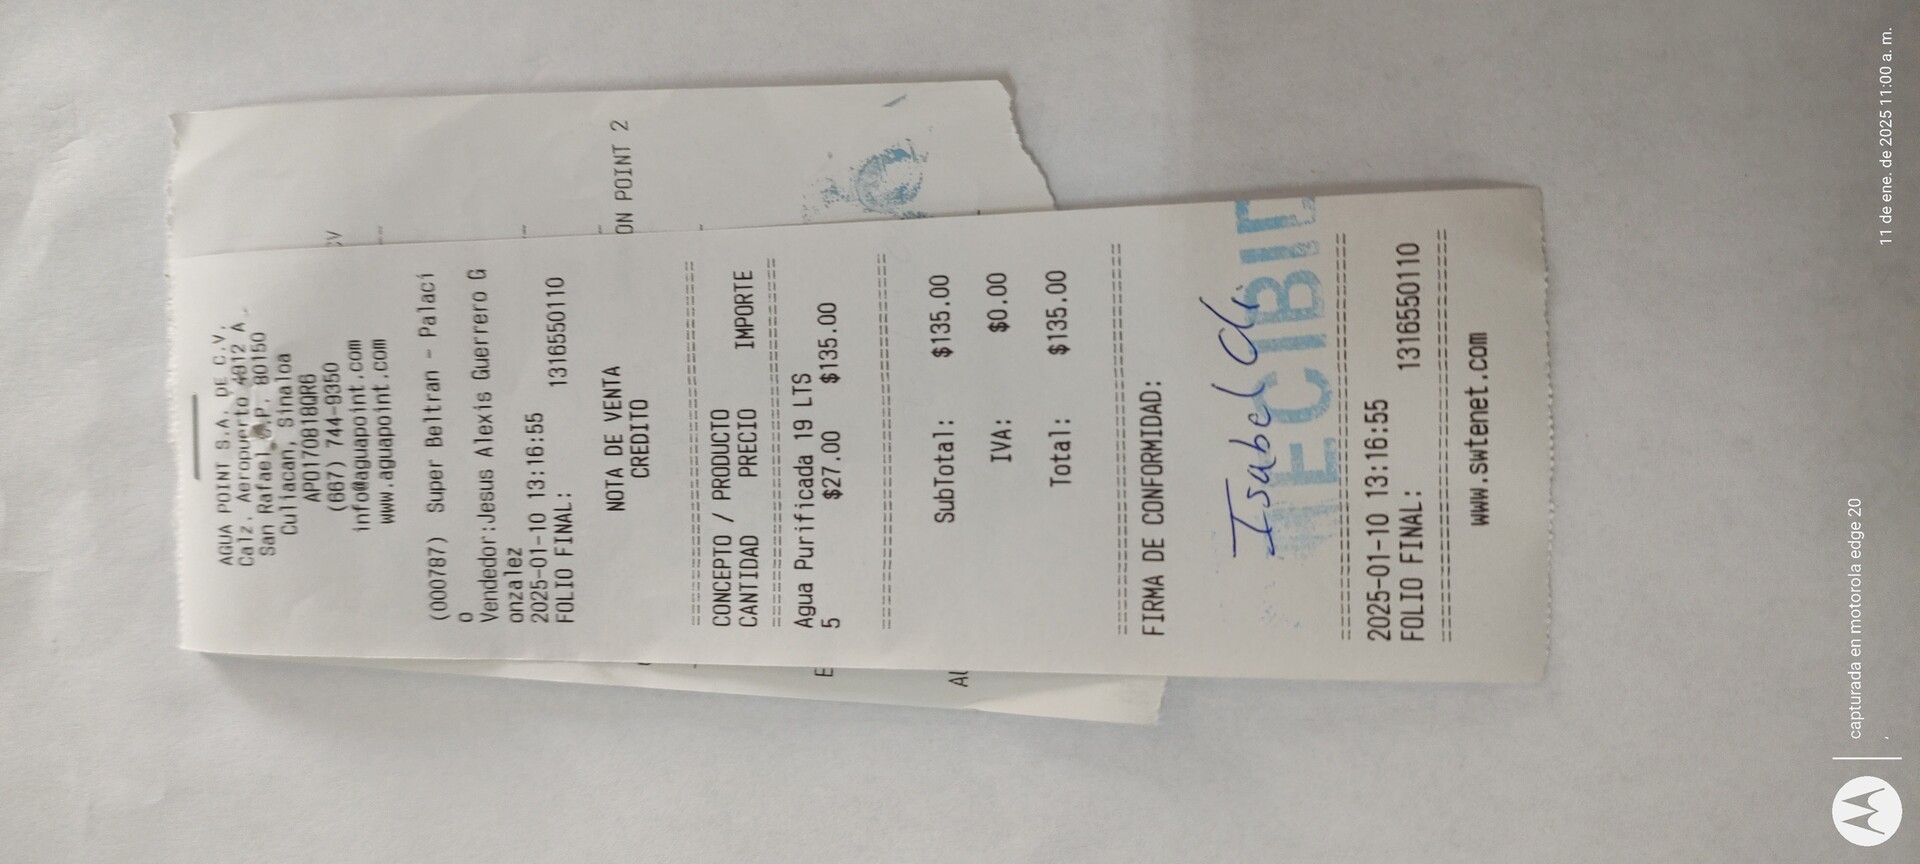 AGUA POINT S.A. DE C.V.
Calz. Aeropuerto 4812 A
San Rafael C.P. 80150
Culiacan, Sinaloa
APO170818QR6
(667) 744-9350
info@aguapoint.com
www.aguapoint.com
(000787) Super Beltran - Palaci
o
Vendedor:Jesus Alexis Guerrero G
onzalez
2025-01-10 13:16:55
FOLIO FINAL: 1316550110
NOTA DE VENTA
CREDITO
CONCEPTO / PRODUCTO
CANTIDAD PRECIO IMPORTE
Agua Purificada 19 LTS
5 $27.00 $135.00
SubTotal: $135.00
IVA: $0.00
Total: $135.00
FIRMA DE CONFORMIDAD:
Isabel
ECIBID
2025-01-10 13:16:55
FOLIO FINAL: 1316550110
www.swtenet.com
ON POINT 2
capturada en motorola edge 20
11 de ene. de 2025 11:00 a. m.